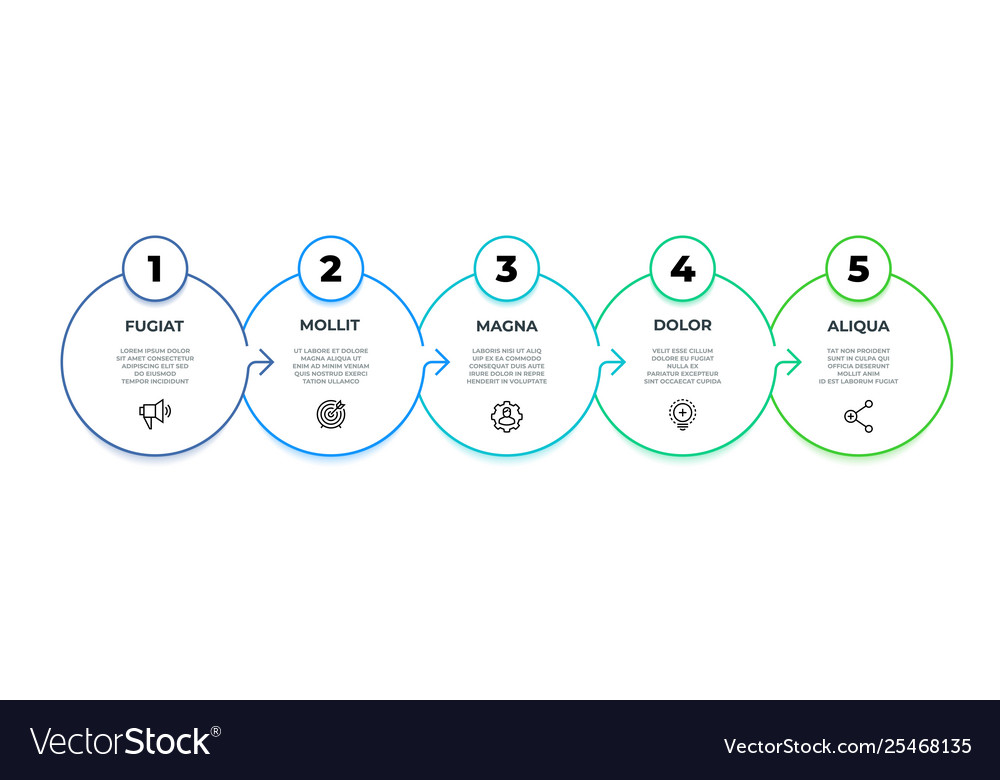 1
FUGIAT
LOREM IPSUM DOLOR
SIT AMET CONSECTETUR
ADIPISCING ELIT SED
DO EIUSMOD
TEMPOR INCIDIDUNT
2
MOLLIT
UT LABORE ET DOLORE
MAGNA ALIQUA UT
ENIM AD MINIM VENIAM
QUIS NOSTRUD EXERCI
TATION ULLAMCO
3
MAGNA
LABORIS NISI UT ALIQ
UIP EX EA COMMODO
CONSEQUAT DUIS AUTE
IRURE DOLOR IN REPRE
HENDERIT IN VOLUPTATE
4
DOLOR
VELIT ESSE CILLUM
DOLORE EU FUGIAT
NULLA EX
PARIATUR EXCEPTEUR
SINT OCCAECAT CUPIDA
5
ALIQUA
TAT NON PROIDENT
SUNT IN CULPA QUI
OFFICIA DESERUNT
MOLLIT ANIM
ID EST LABORUM FUGIAT
VectorStock®
VectorStock.com/25468135